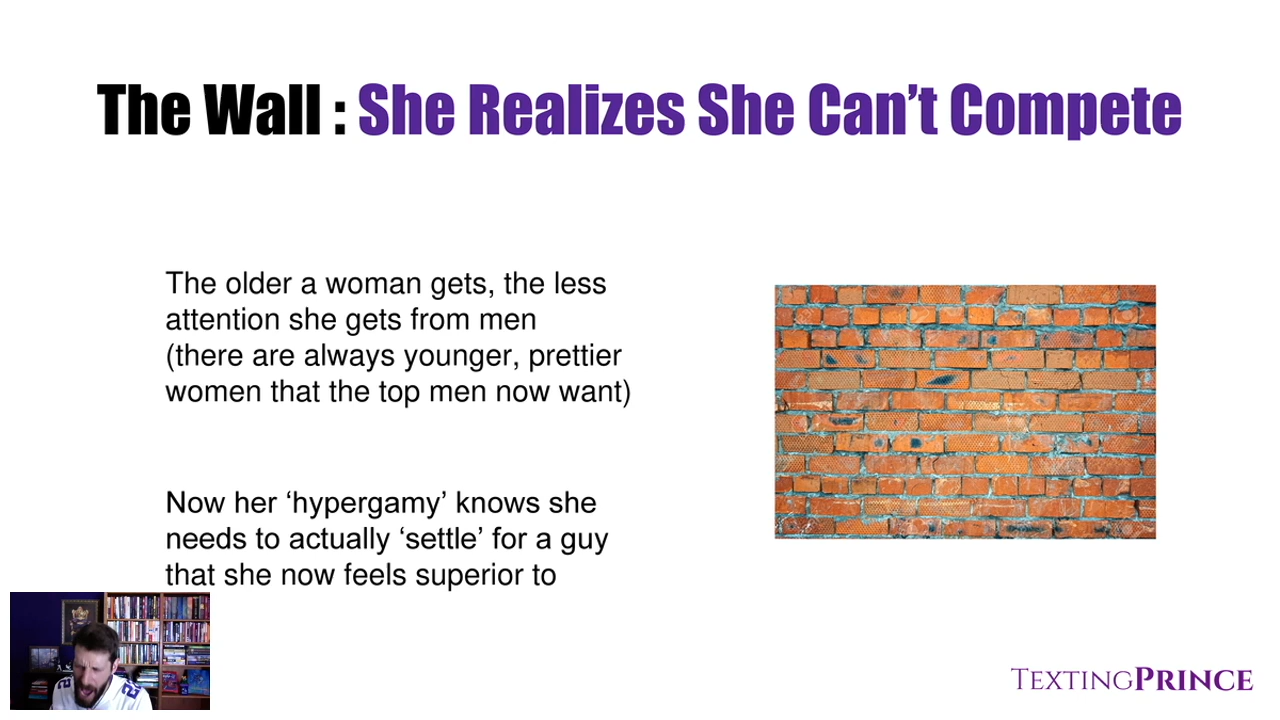 The Wall : She Realizes She Can’t Compete
The older a woman gets, the less
attention she gets from men
(there are always younger, prettier
women that the top men now want)
Now her ‘hypergamy’ knows she
needs to actually ‘settle’ for a guy
that she now feels superior to
TEXTINGPRINCE